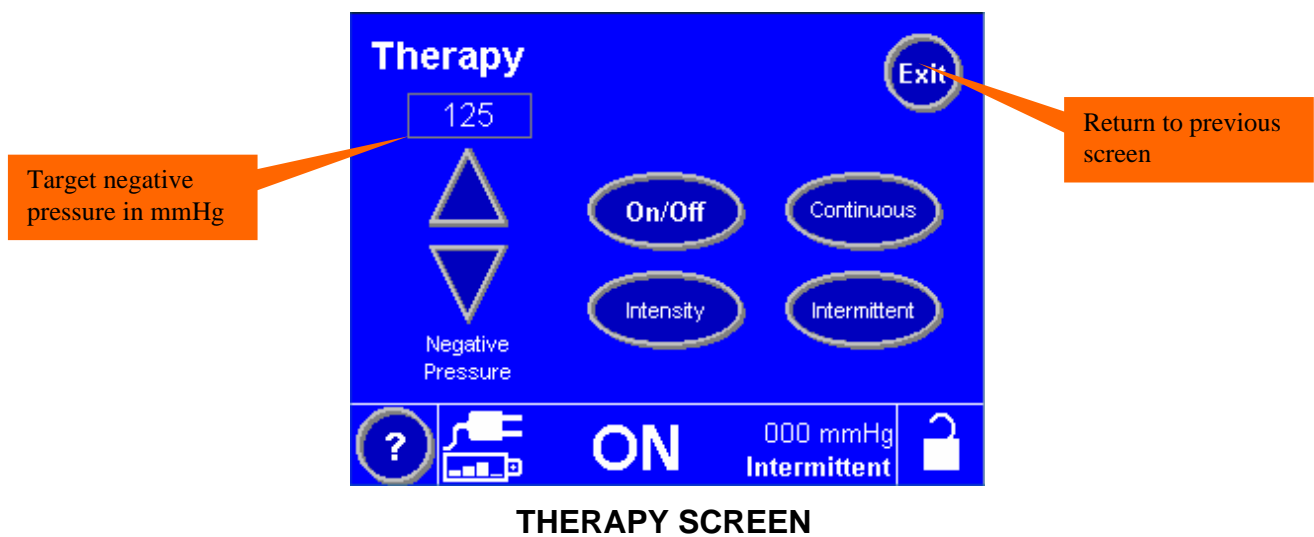 Therapy
Exit
125
Return to previous
screen
Target negative
pressure in mmHg
On/Off
Continuous
Intensity
Intermittent
Negative
Pressure
?
ON
000 mmHg
Intermittent
THERAPY SCREEN